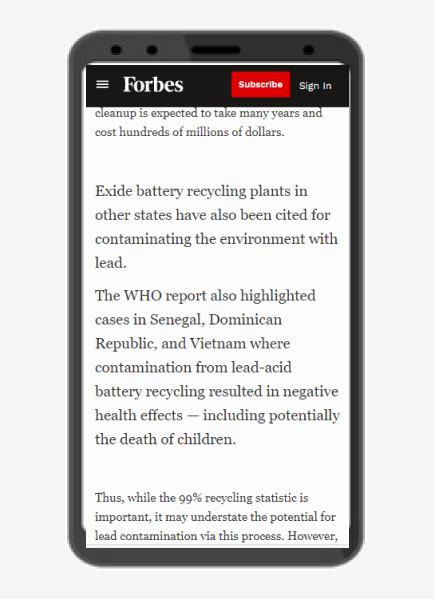 Forbes
Subscribe
Sign In
cleanup is expected to take many years and
cost hundreds of millions of dollars.
Exide battery recycling plants in
other states have also been cited for
contaminating the environment with
lead.
The WHO report also highlighted
cases in Senegal, Dominican
Republic, and Vietnam where
contamination from lead-acid
battery recycling resulted in negative
health effects — including potentially
the death of children.
Thus, while the 99% recycling statistic is
important, it may understate the potential for
lead contamination via this process. However,